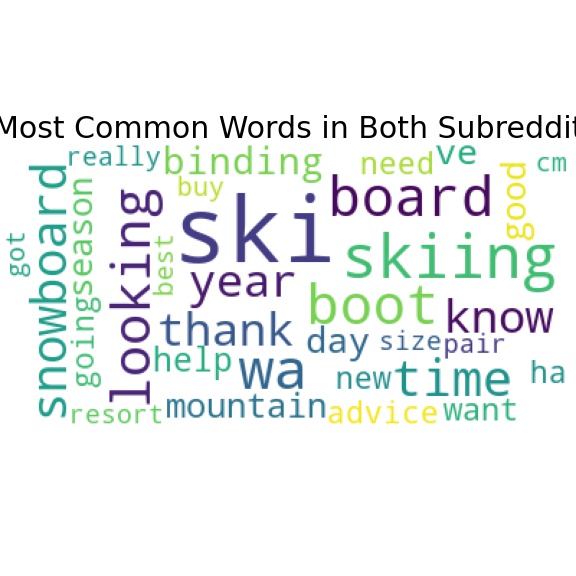 Most Common Words in Both Subreddit
really
binding
need
ve
cm
buy
ski
board
good
got
snowboard
season
going
looking
best
year
skiing
boot
know
thank
day
size
pair
help
wa
new
time
ha
resort
mountain
advice
want